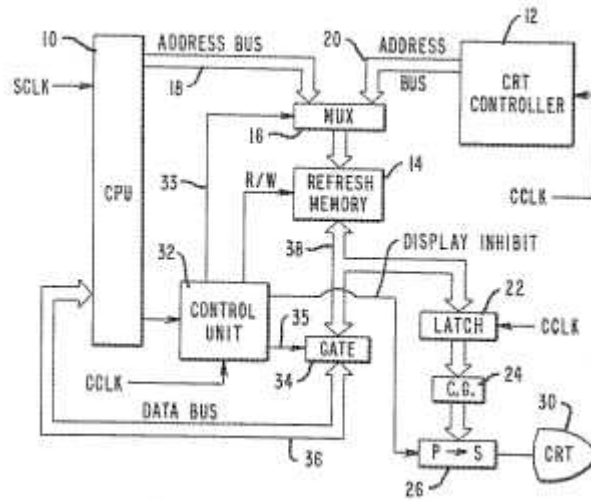 10
ADDRESS BUS
18
20
ADDRESS
BUS
12
CRT
CONTROLLER
SCLK
CPU
MUX
16
33
R/W
REFRESH
MEMORY
14
CCLK
38
DISPLAY INHIBIT
32
CONTROL
UNIT
35
GATE
34
22
LATCH
CCLK
CCLK
C.G.
24
DATA BUS
36
P → S
26
30
CRT